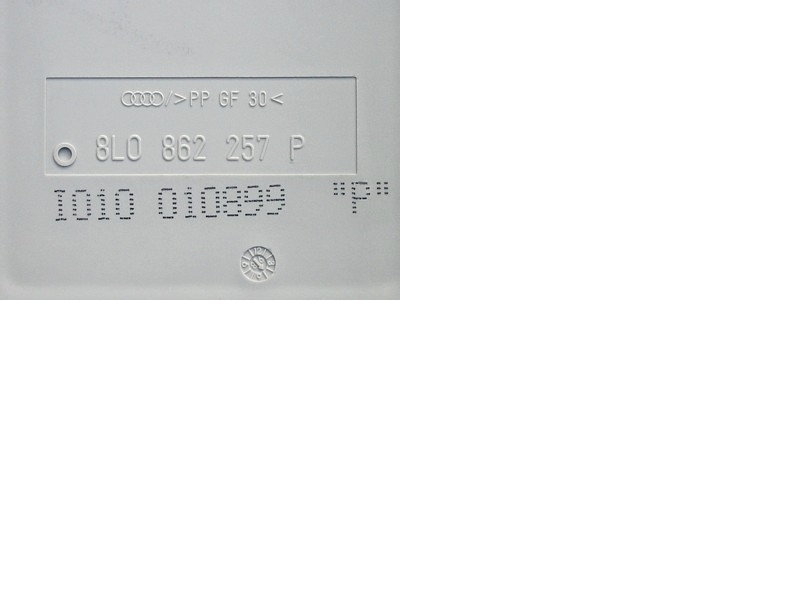 />PP GF 30<
8L0 862 257 P
1010 010899 "P"